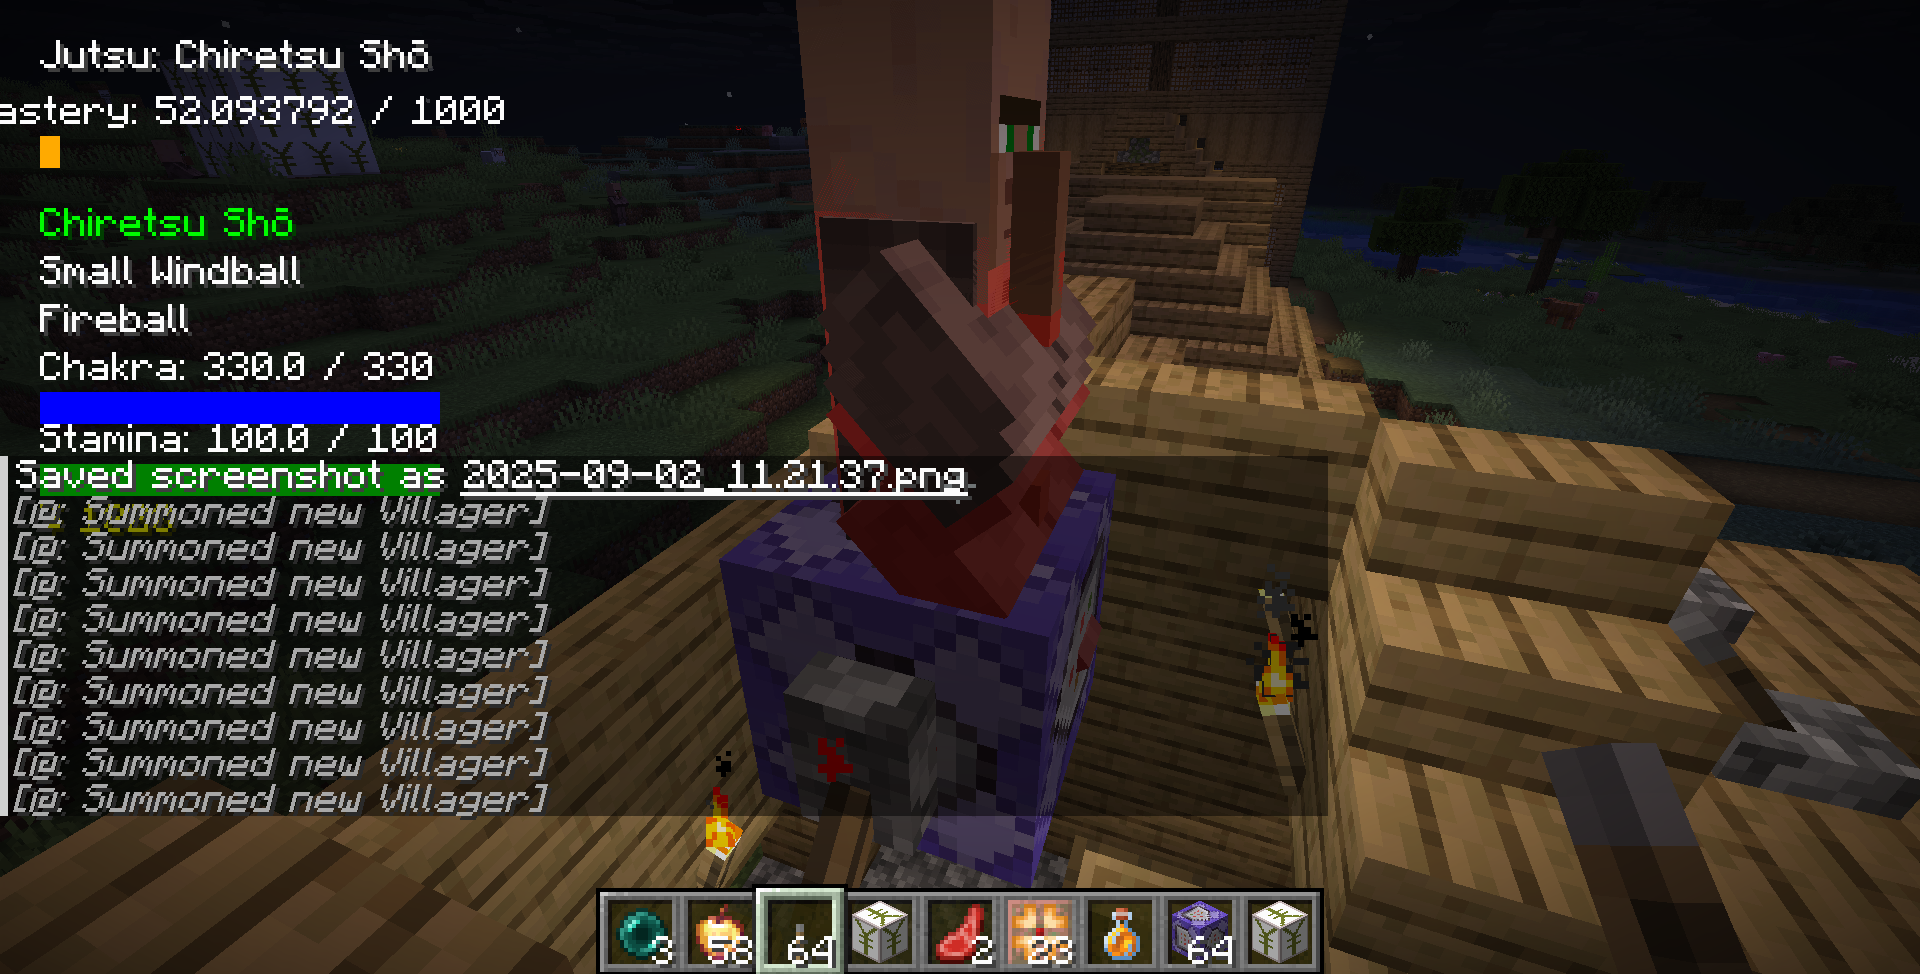 Jutsu: Chiretsu Shō
astery: 52.093792 / 1000
Chiretsu Shō
Small Windball
Fireball
Chakra: 330.0 / 330
Stamina: 100.0 / 100
Saved screenshot as 2025-09-02_11.21.37.png
[@: Summoned new Villager]
[@: Summoned new Villager]
[@: Summoned new Villager]
[@: Summoned new Villager]
[@: Summoned new Villager]
[@: Summoned new Villager]
[@: Summoned new Villager]
[@: Summoned new Villager]
[@: Summoned new Villager]
3 58 64 2 28 64